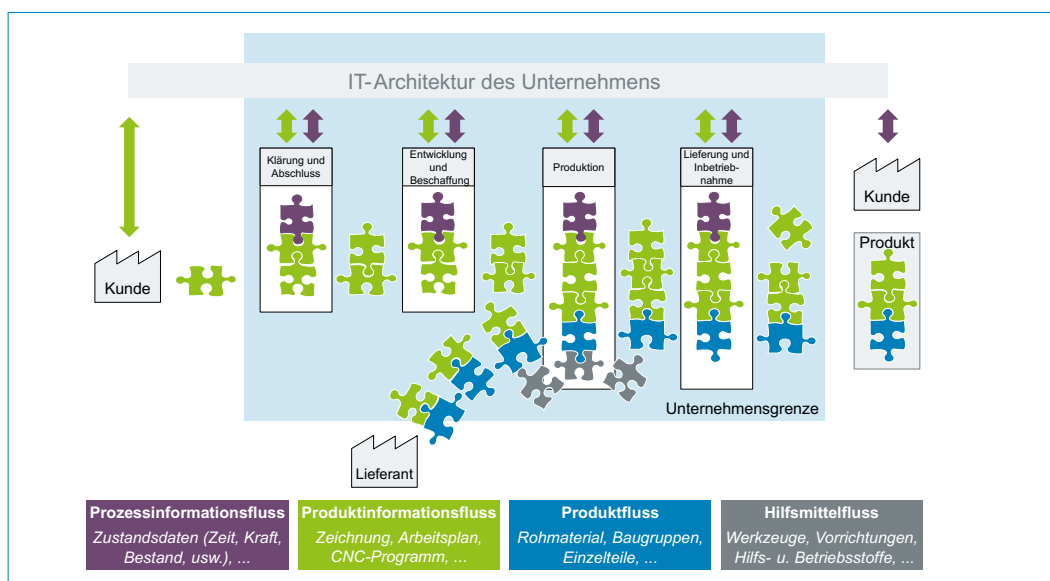 IT-Architektur des Unternehmens
Klärung und
Abschluss
Entwicklung
und
Beschaffung
Produktion
Lieferung und
Inbetrieb-
nahme
Kunde
Kunde
Produkt
Unternehmensgrenze
Lieferant
Prozessinformationsfluss
Zustandsdaten (Zeit, Kraft,
Bestand, usw.), ...
Produktinformationsfluss
Zeichnung, Arbeitsplan,
CNC-Programm, ...
Produktfluss
Rohmaterial, Baugruppen,
Einzelteile, ...
Hilfsmittelfluss
Werkzeuge, Vorrichtungen,
Hilfs- u. Betriebsstoffe, ...